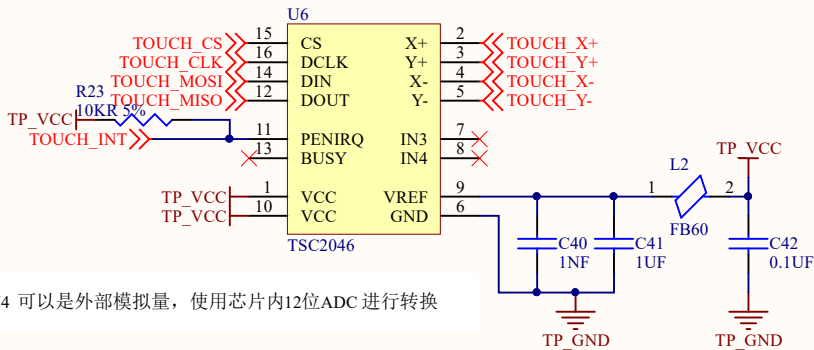 U6
TOUCH_CS 15 CS X+ 2 TOUCH_X+
TOUCH_CLK 16 DCLK Y+ 3 TOUCH_Y+
TOUCH_MOSI 14 DIN X- 4 TOUCH_X-
TOUCH_MISO 12 DOUT Y- 5 TOUCH_Y-
R23
10KR 5%
TP_VCC
TOUCH_INT 11 PENIRQ IN3 7
13 BUSY IN4 8
TP_VCC 1 VCC VREF 9
TP_VCC 10 VCC GND 6
TSC2046
L2
1 2
FB60
TP_VCC
C40
1NF
C41
1UF
C42
0.1UF
TP_GND
TP_GND
4 可以是外部模拟量，使用芯片内12位ADC 进行转换